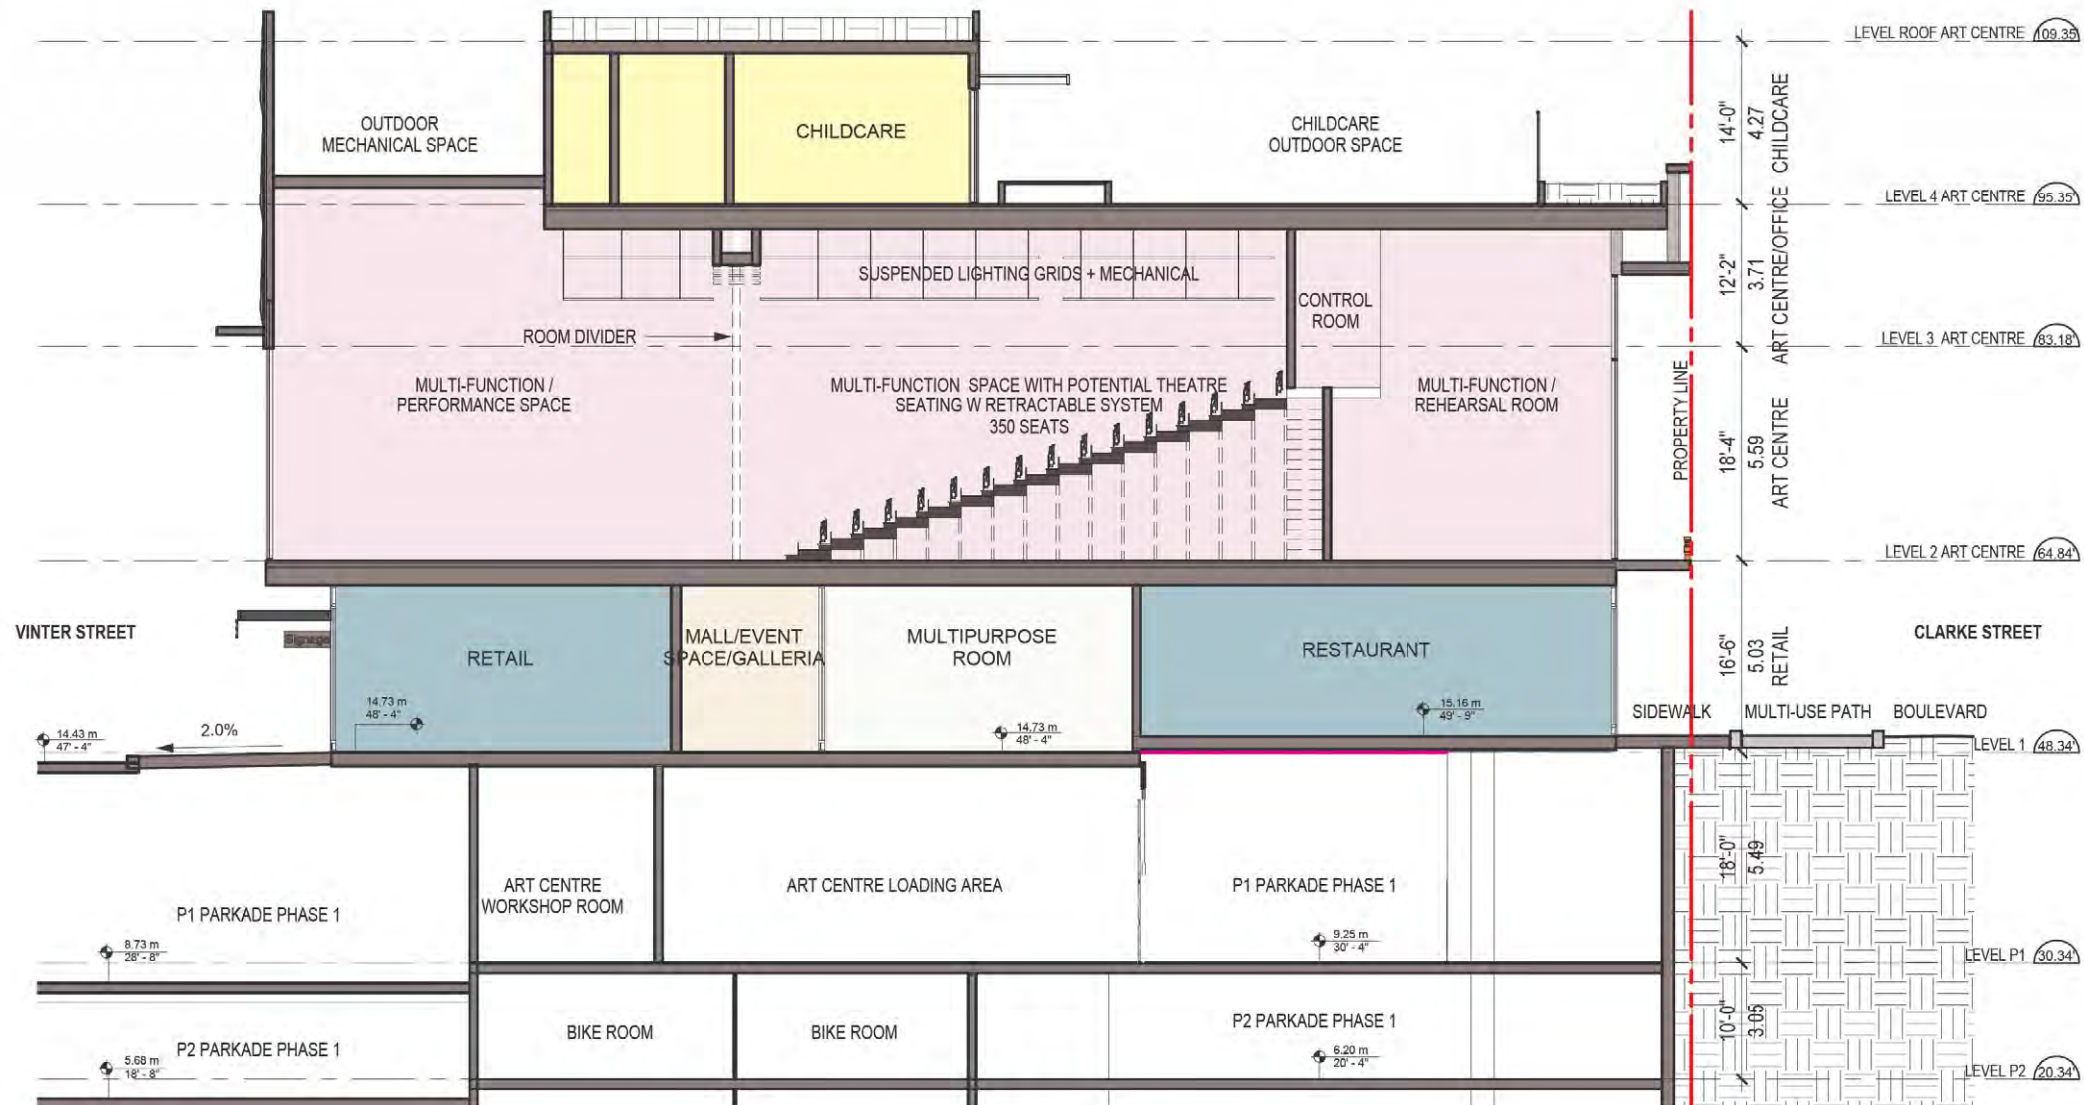 LEVEL ROOF ART CENTRE 109.35'
14'-0"
4.27
CHILDCARE
OUTDOOR
MECHANICAL SPACE
CHILDCARE
CHILDCARE
OUTDOOR SPACE
LEVEL 4 ART CENTRE 95.35'
12'-2"
3.71
ART CENTRE/OFFICE
SUSPENDED LIGHTING GRIDS + MECHANICAL
CONTROL
ROOM
ROOM DIVIDER
LEVEL 3 ART CENTRE 83.18'
MULTI-FUNCTION /
PERFORMANCE SPACE
MULTI-FUNCTION SPACE WITH POTENTIAL THEATRE
SEATING W RETRACTABLE SYSTEM
350 SEATS
MULTI-FUNCTION /
REHEARSAL ROOM
PROPERTY LINE
18'-4"
5.59
ART CENTRE
ART CENTRE
LEVEL 2 ART CENTRE 64.84'
VINTER STREET
Signage
RETAIL
MALL/EVENT
SPACE/GALLERIA
MULTIPURPOSE
ROOM
RESTAURANT
16'-6"
5.03
RETAIL
CLARKE STREET
14.73 m
48' - 4"
14.73 m
48' - 4"
15.16 m
49' - 9"
SIDEWALK
MULTI-USE PATH
BOULEVARD
14.43 m
47' - 4"
2.0%
LEVEL 1 48.34'
18'-0"
5.49
P1 PARKADE PHASE 1
ART CENTRE
WORKSHOP ROOM
ART CENTRE LOADING AREA
P1 PARKADE PHASE 1
8.73 m
28' - 8"
9.25 m
30' - 4"
LEVEL P1 30.34'
10'-0"
3.05
P2 PARKADE PHASE 1
BIKE ROOM
BIKE ROOM
P2 PARKADE PHASE 1
5.68 m
18' - 8"
6.20 m
20' - 4"
LEVEL P2 20.34'